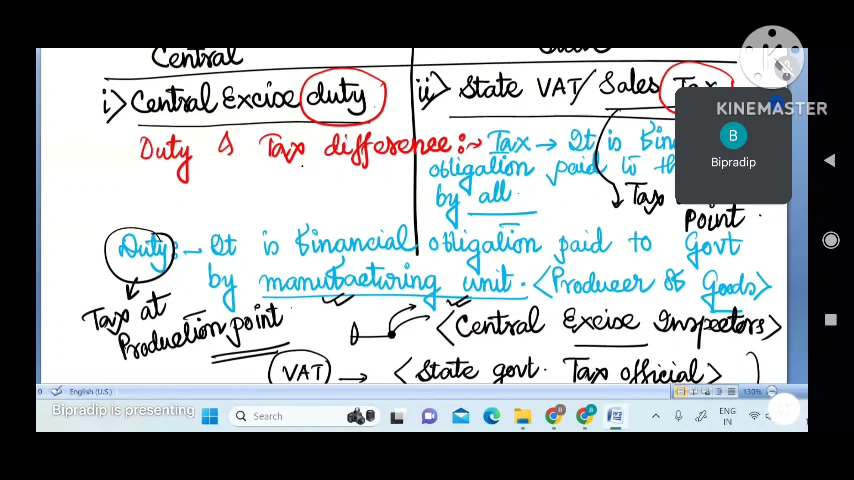 Central
i> Central Excise duty
ii> State VAT/Sales Tax
KINEMASTER
B
Bipradip
Duty & Tax difference :- Tax → It is
obligation paid to
by all
Tax
Point.
Duty :- It is Financial obligation paid to Govt
by manufacturing unit. <Producer of Goods>
Tax at
Production point
<Central Excise Inspectors>
VAT → <State govt. Tax official>
English (U.S.)
130%
Bipradip is presenting
Search
ENG
IN